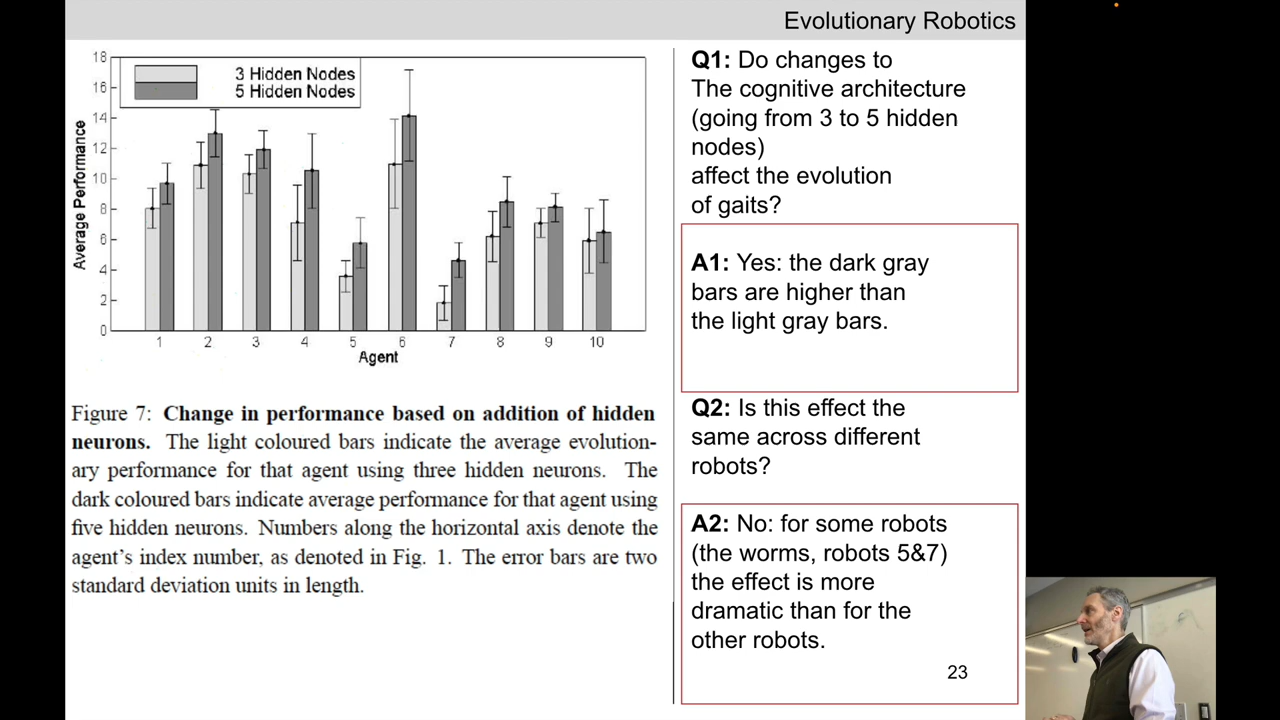 Evolutionary Robotics
18
16
14
12
10
8
6
4
2
0
Average Performance
3 Hidden Nodes
5 Hidden Nodes
1 2 3 4 5 6 7 8 9 10
Agent
Figure 7: Change in performance based on addition of hidden
neurons. The light coloured bars indicate the average evolution-
ary performance for that agent using three hidden neurons. The
dark coloured bars indicate average performance for that agent using
five hidden neurons. Numbers along the horizontal axis denote the
agent's index number, as denoted in Fig. 1. The error bars are two
standard deviation units in length.
Q1: Do changes to
The cognitive architecture
(going from 3 to 5 hidden
nodes)
affect the evolution
of gaits?
A1: Yes: the dark gray
bars are higher than
the light gray bars.
Q2: Is this effect the
same across different
robots?
A2: No: for some robots
(the worms, robots 5&7)
the effect is more
dramatic than for the
other robots.
23